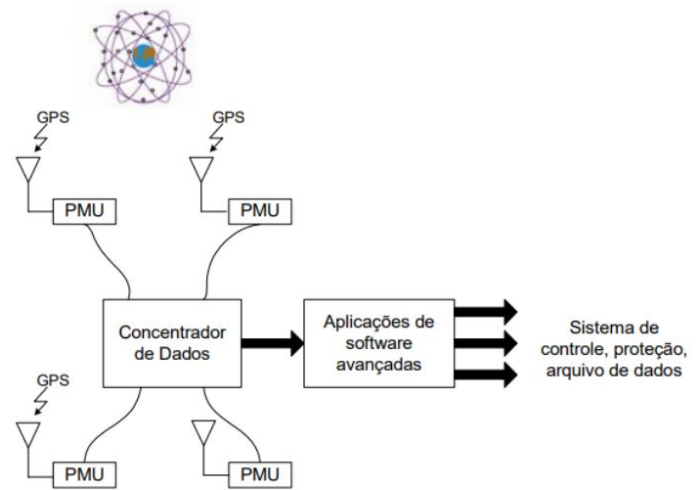 GPS
GPS
PMU
PMU
Concentrador
de Dados
Aplicações de
software
avançadas
Sistema de
controle, proteção,
arquivo de dados
GPS
PMU
PMU